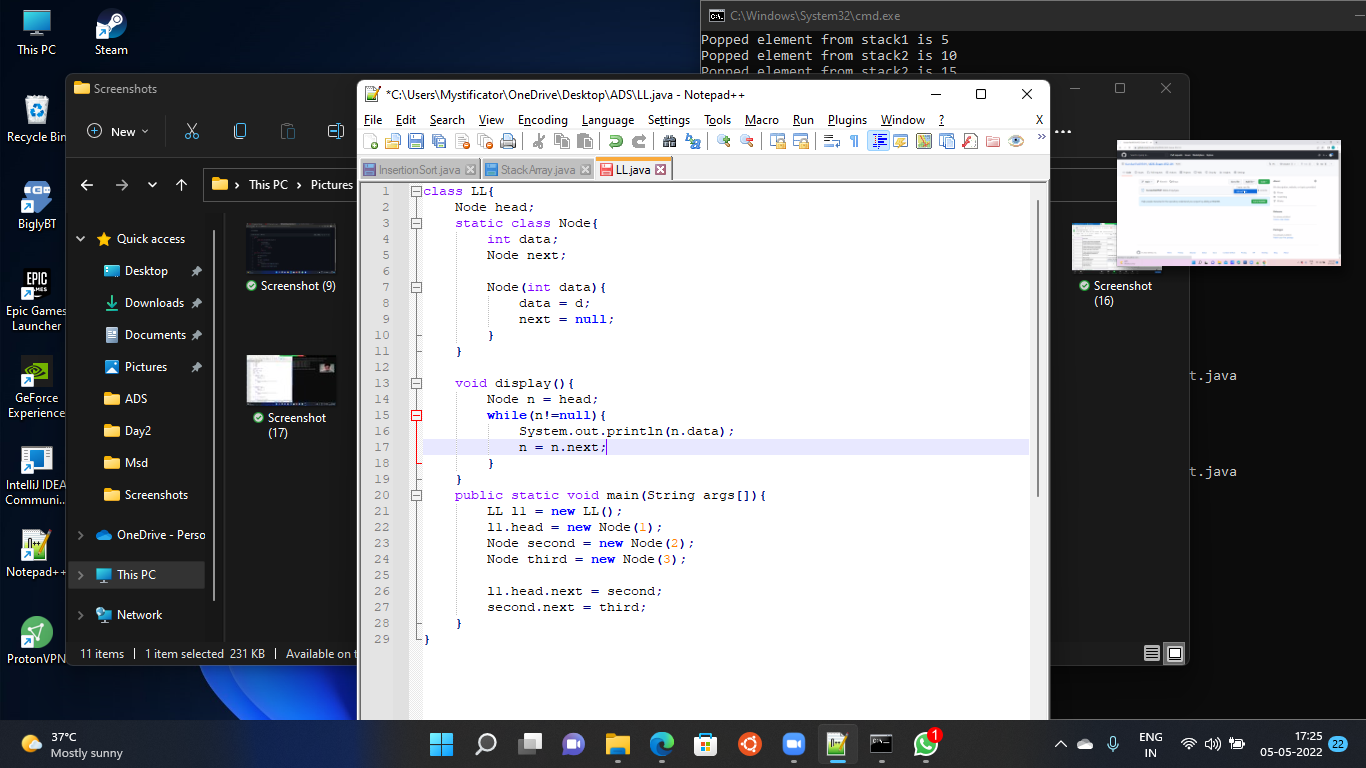 This PC
Steam
Recycle Bin
BiglyBT
Epic Games
Launcher
GeForce
Experience
IntelliJ IDEA
Communi...
Notepad++
ProtonVPN
C:\Windows\System32\cmd.exe
Popped element from stack1 is 5
Popped element from stack2 is 10
Popped element from stack2 is 15
t.java
t.java
Screenshots
New
This PC
Pictures
Quick access
Desktop
Downloads
Documents
Pictures
ADS
Day2
Msd
Screenshots
OneDrive - Perso
This PC
Network
Screenshot (9)
Screenshot
(17)
Screenshot
(16)
11 items
1 item selected 231 KB
Available on t
*C:\Users\Mystificator\OneDrive\Desktop\ADS\LL.java - Notepad++
File Edit Search View Encoding Language Settings Tools Macro Run Plugins Window ? X
InsertionSort.java StackArray.java LL.java
1 class LL{
2 Node head;
3 static class Node{
4 int data;
5 Node next;
6
7 Node(int data){
8 data = d;
9 next = null;
10 }
11 }
12
13 void display(){
14 Node n = head;
15 while(n!=null){
16 System.out.println(n.data);
17 n = n.next;
18 }
19 }
20 public static void main(String args[]){
21 LL ll = new LL();
22 ll.head = new Node(1);
23 Node second = new Node(2);
24 Node third = new Node(3);
25
26 ll.head.next = second;
27 second.next = third;
28 }
29 }
37°C
Mostly sunny
1
ENG
IN
17:25
05-05-2022
22